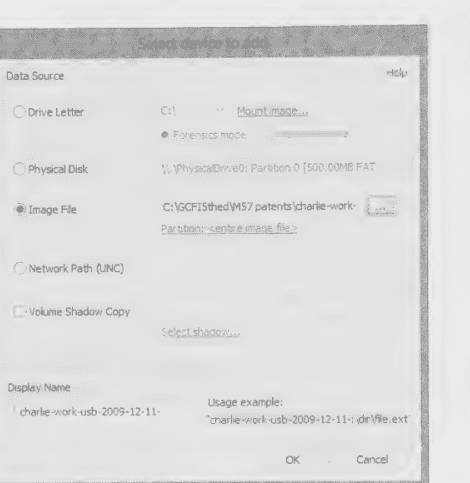 Select device to add
Data Source
Help
Drive Letter
C:\
Mount image...
Forensics mode
Physical Disk
\\.\PhysicalDrive0: Partition 0 [500.00MB FAT
Image File
C:\GCFI5thed\M57 patents\charlie-work-
...
Partition: <entire image file>
Network Path (UNC)
Volume Shadow Copy
Select shadow...
Display Name
charlie-work-usb-2009-12-11-
Usage example:
"charlie-work-usb-2009-12-11-:\dir\file.ext"
OK
Cancel